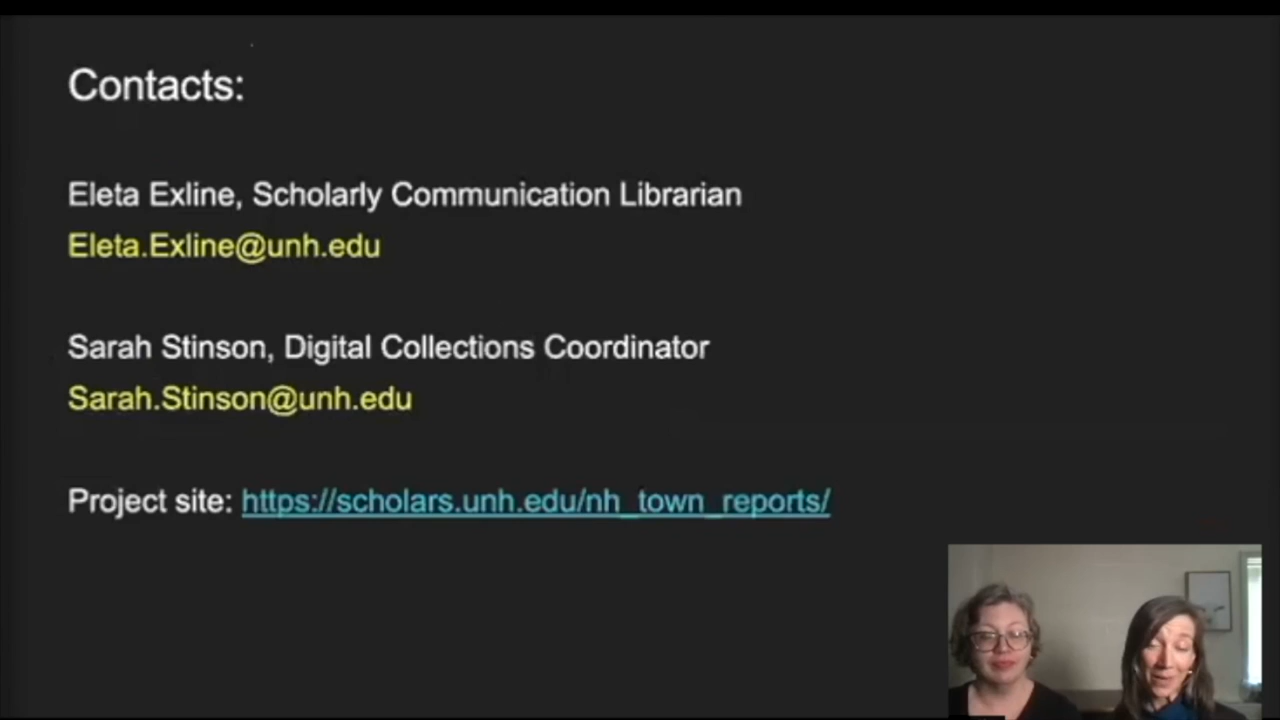 Contacts:
Eleta Exline, Scholarly Communication Librarian
Eleta.Exline@unh.edu
Sarah Stinson, Digital Collections Coordinator
Sarah.Stinson@unh.edu
Project site: https://scholars.unh.edu/nh_town_reports/